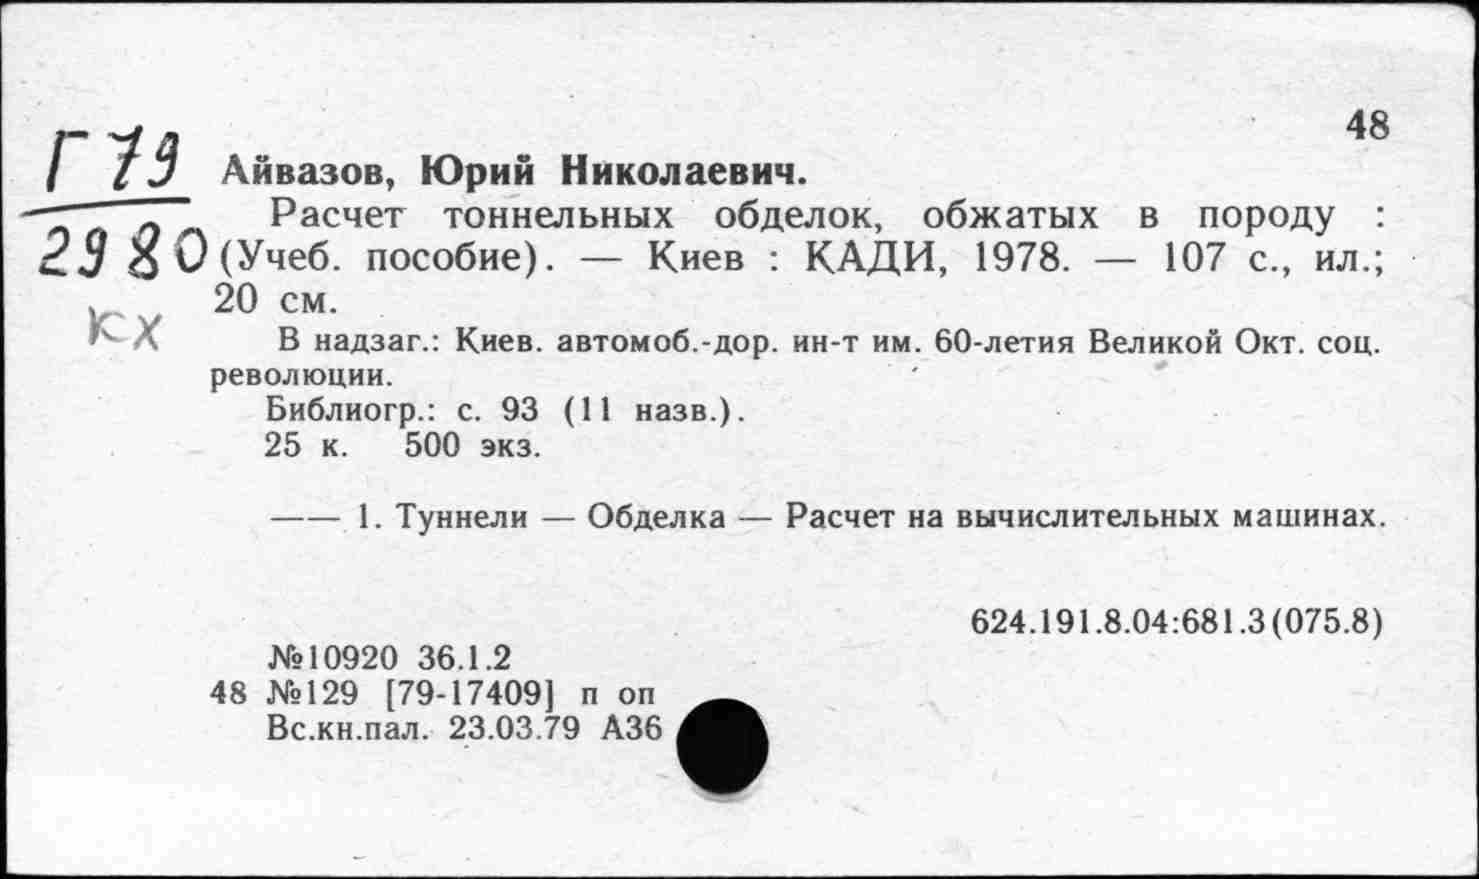 48
Г 79
2980
кх
Айвазов, Юрий Николаевич.
Расчет тоннельных обделок, обжатых в породу :
(Учеб. пособие). — Киев : КАДИ, 1978. — 107 с., ил.;
20 см.
В надзаг.: Киев. автомоб.-дор. ин-т им. 60-летия Великой Окт. соц.
революции.
Библиогр.: с. 93 (11 назв.).
25 к. 500 экз.
—— 1. Туннели — Обделка — Расчет на вычислительных машинах.
624.191.8.04:681.3(075.8)
№10920 36.1.2
48 №129 [79-17409] п оп
Вс.кн.пал. 23.03.79 А36